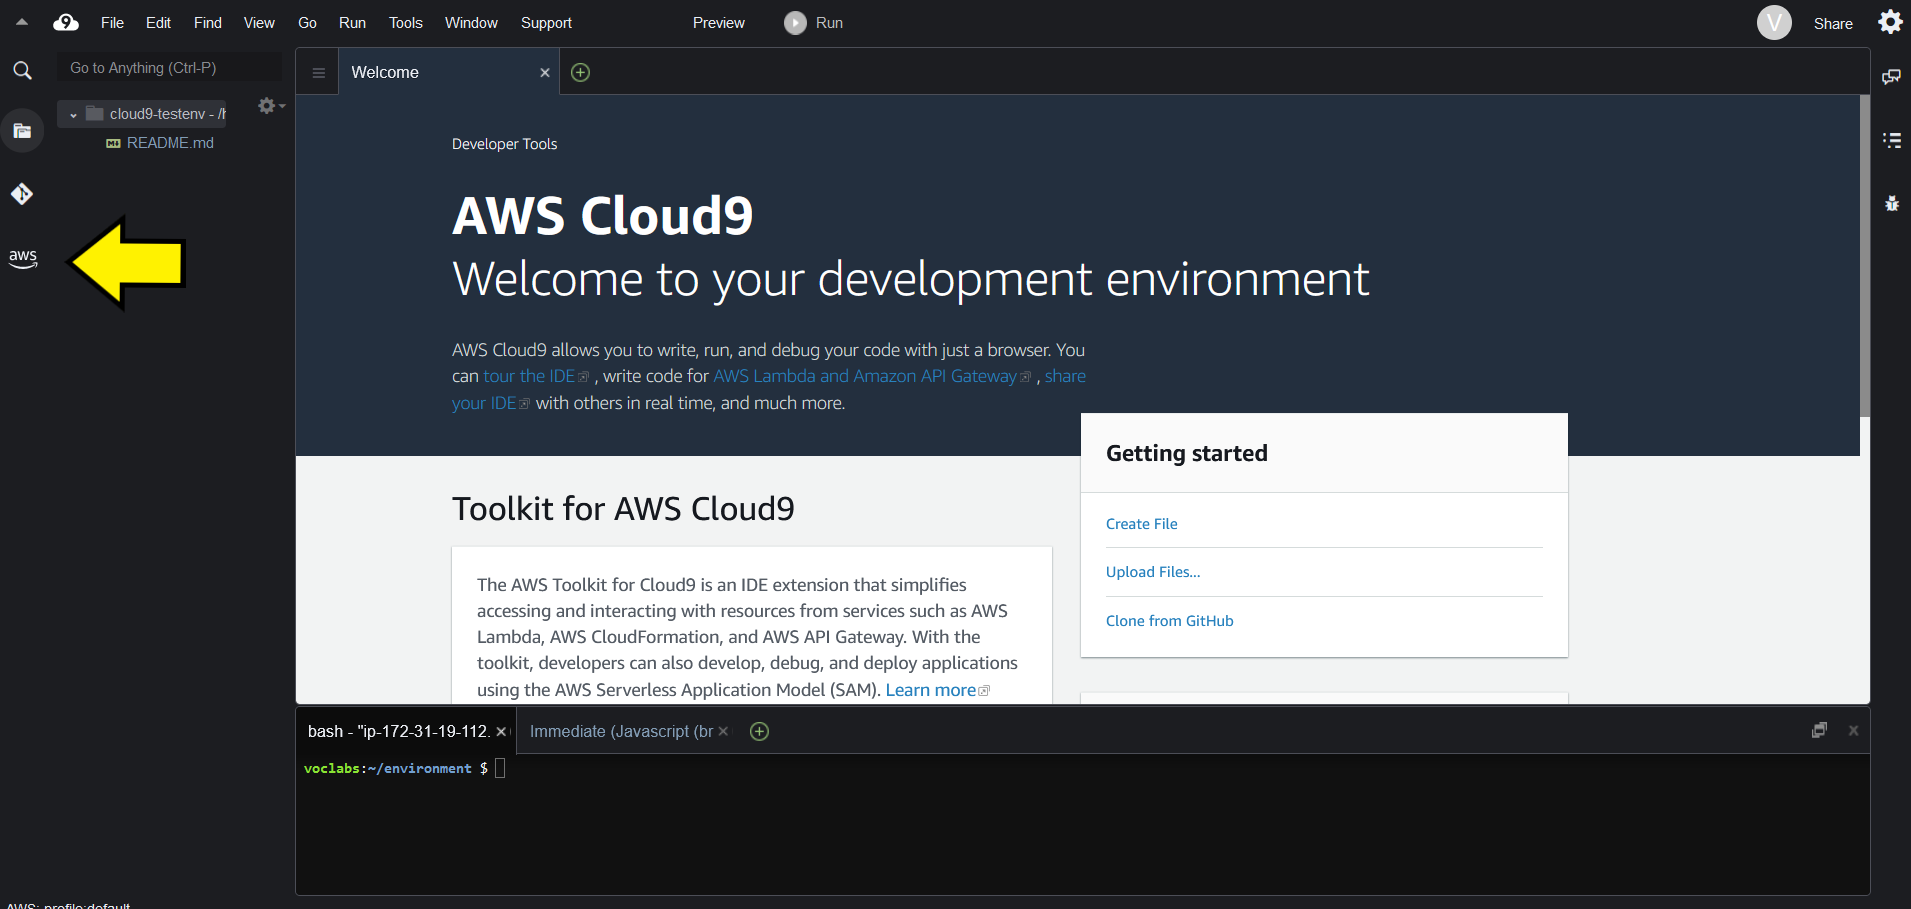 File Edit Find View Go Run Tools Window Support Preview Run V Share
Go to Anything (Ctrl-P)
cloud9-testenv - /h
README.md
aws
Welcome
Developer Tools
AWS Cloud9
Welcome to your development environment
AWS Cloud9 allows you to write, run, and debug your code with just a browser. You
can tour the IDE , write code for AWS Lambda and Amazon API Gateway , share
your IDE with others in real time, and much more.
Toolkit for AWS Cloud9
The AWS Toolkit for Cloud9 is an IDE extension that simplifies
accessing and interacting with resources from services such as AWS
Lambda, AWS CloudFormation, and AWS API Gateway. With the
toolkit, developers can also develop, debug, and deploy applications
using the AWS Serverless Application Model (SAM). Learn more
Getting started
Create File
Upload Files...
Clone from GitHub
bash - "ip-172-31-19-112. Immediate (Javascript (br
voclabs:~/environment $
AWS: profile:default